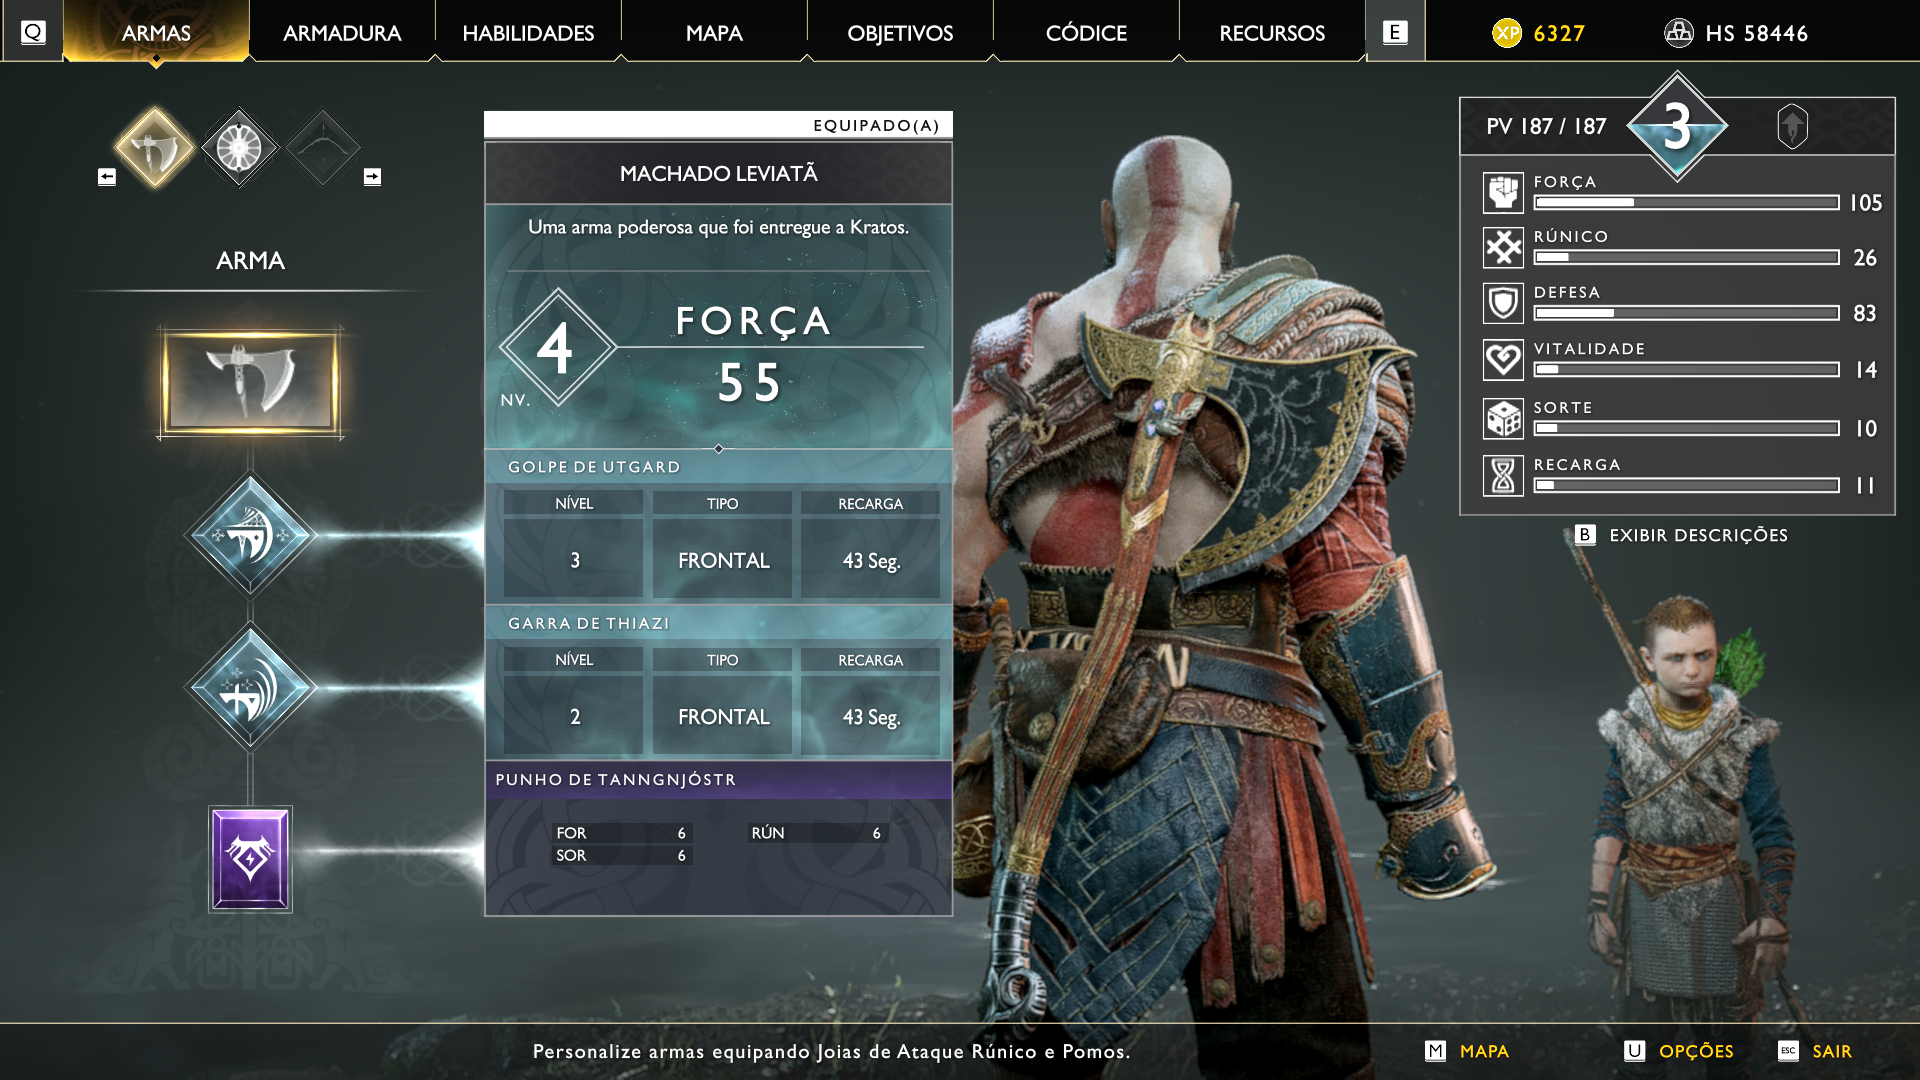 Q ARMAS ARMADURA HABILIDADES MAPA OBJETIVOS CÓDICE RECURSOS E XP 6327 HS 58446
ARMA
EQUIPADO(A)
MACHADO LEVIATÃ
Uma arma poderosa que foi entregue a Kratos.
4
NV.
FORÇA
55
GOLPE DE UTGARD
NÍVEL TIPO RECARGA
3 FRONTAL 43 Seg.
GARRA DE THIAZI
NÍVEL TIPO RECARGA
2 FRONTAL 43 Seg.
PUNHO DE TANNGNJÓSTR
FOR 6 RÚN 6
SOR 6
PV 187 / 187 3
FORÇA
105
RÚNICO
26
DEFESA
83
VITALIDADE
14
SORTE
10
RECARGA
11
B EXIBIR DESCRIÇÕES
Personalize armas equipando Joias de Ataque Rúnico e Pomos.
M MAPA U OPÇÕES ESC SAIR